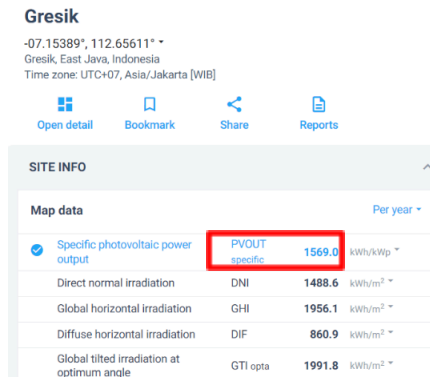 Gresik
-07.15389°, 112.65611°
Gresik, East Java, Indonesia
Time zone: UTC+07, Asia/Jakarta [WIB]
Open detail Bookmark Share Reports
SITE INFO
Map data Per year
Specific photovoltaic power output PVOUT specific 1569.0 kWh/kWp
Direct normal irradiation DNI 1488.6 kWh/m²
Global horizontal irradiation GHI 1956.1 kWh/m²
Diffuse horizontal irradiation DIF 860.9 kWh/m²
Global tilted irradiation at optimum angle GTI opta 1991.8 kWh/m²